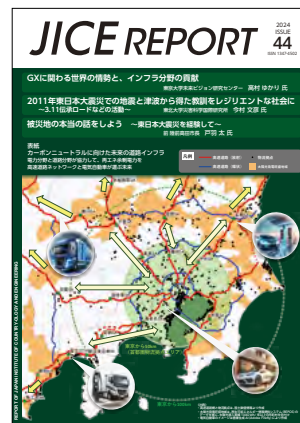 JICE REPORT
2024
ISSUE
44
ISSN 1347-6502
GXに関わる世界の情勢と、インフラ分野の貢献
東京大学未来ビジョン研究センター 高村 ゆかり 氏
2011年東日本大震災での地震と津波から得た教訓をレジリエントな社会に
～3.11伝承ロードなどの活動～
東北大学災害科学国際研究所 今村 文彦 氏
被災地の本当の話をしよう ～東日本大震災を経験して～
前 陸前高田市長 戸羽 太 氏
表紙
カーボンニュートラルに向けた未来の道路インフラ
電力分野と道路分野が協力して、再エネ余剰電力を
高速道路ネットワークと電気自動車が運ぶ未来
凡例
REPORT OF JAPAN INSTITUTE OF COUNTRY-OLOGY AND ENGINEERING